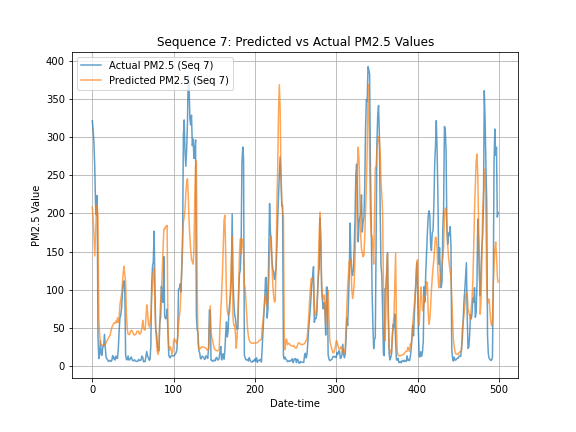 Sequence 7: Predicted vs Actual PM2.5 Values
Actual PM2.5 (Seq 7)
Predicted PM2.5 (Seq 7)
PM2.5 Value
400
350
300
250
200
150
100
50
0
0 100 200 300 400 500
Date-time